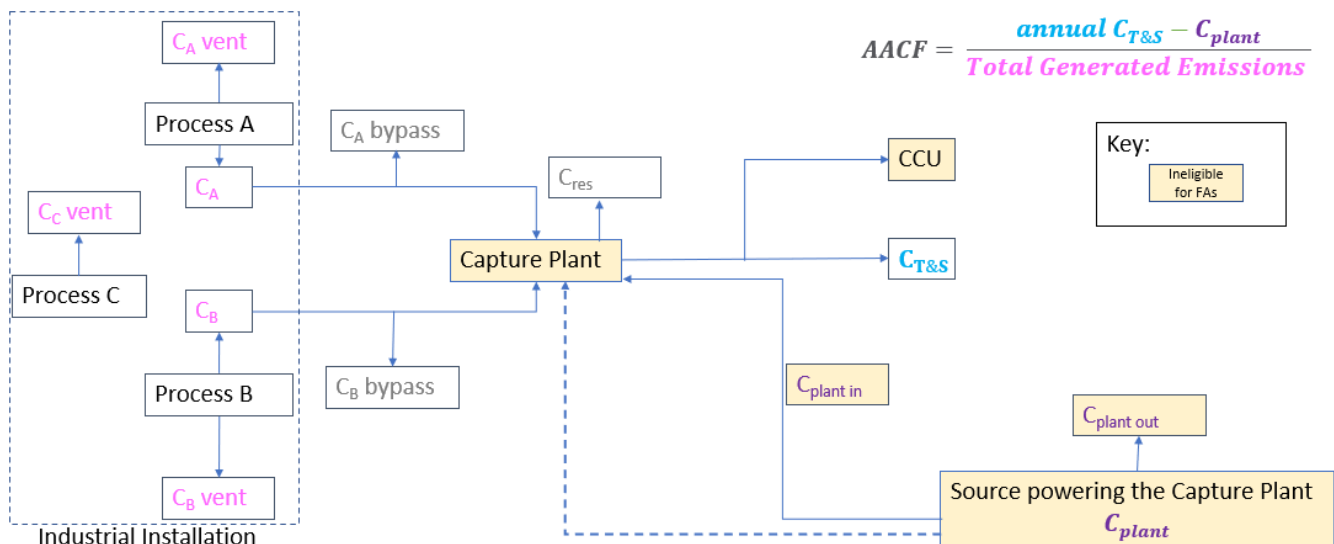 C_A vent
AACF = annual C_T&S − C_plant
Total Generated Emissions
Process A
C_A bypass
Key:
Ineligible
for FAs
CCU
C_A
C_res
C_C vent
Capture Plant
C_T&S
Process C
C_B
C_B bypass
C_plant in
Process B
C_plant out
C_B vent
Source powering the Capture Plant
C_plant
Industrial Installation